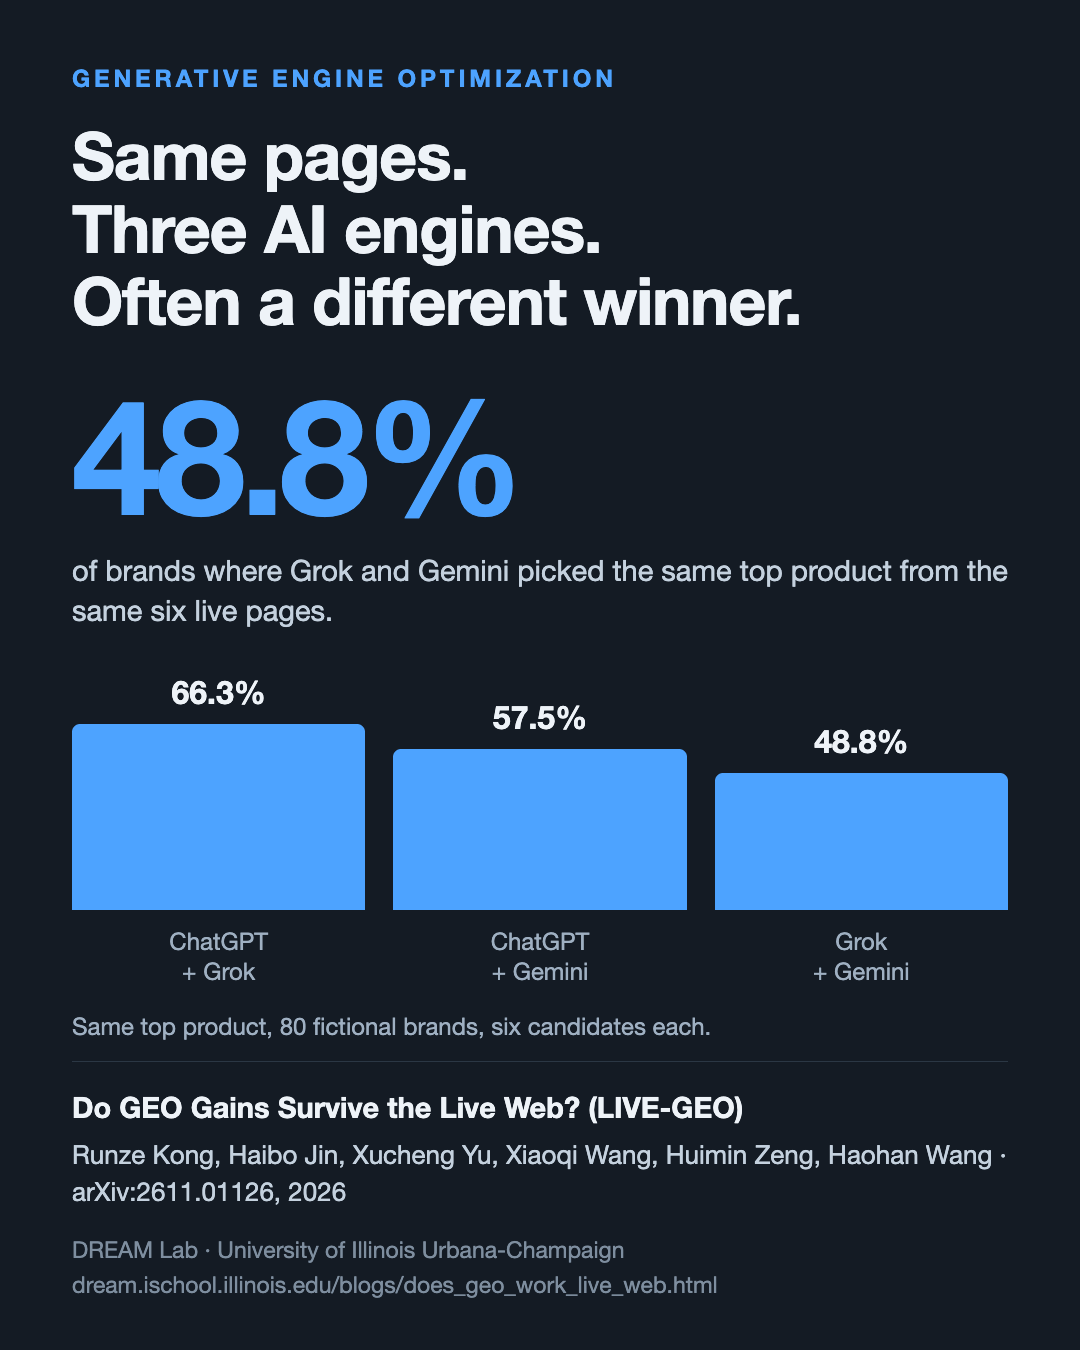 GENERATIVE ENGINE OPTIMIZATION
Same pages.
Three AI engines.
Often a different winner.
48.8%
of brands where Grok and Gemini picked the same top product from the
same six live pages.
66.3%
57.5%
48.8%
ChatGPT
+ Grok
ChatGPT
+ Gemini
Grok
+ Gemini
Same top product, 80 fictional brands, six candidates each.
Do GEO Gains Survive the Live Web? (LIVE-GEO)
Runze Kong, Haibo Jin, Xucheng Yu, Xiaoqi Wang, Huimin Zeng, Haohan Wang ·
arXiv:2611.01126, 2026
DREAM Lab · University of Illinois Urbana-Champaign
dream.ischool.illinois.edu/blogs/does_geo_work_live_web.html